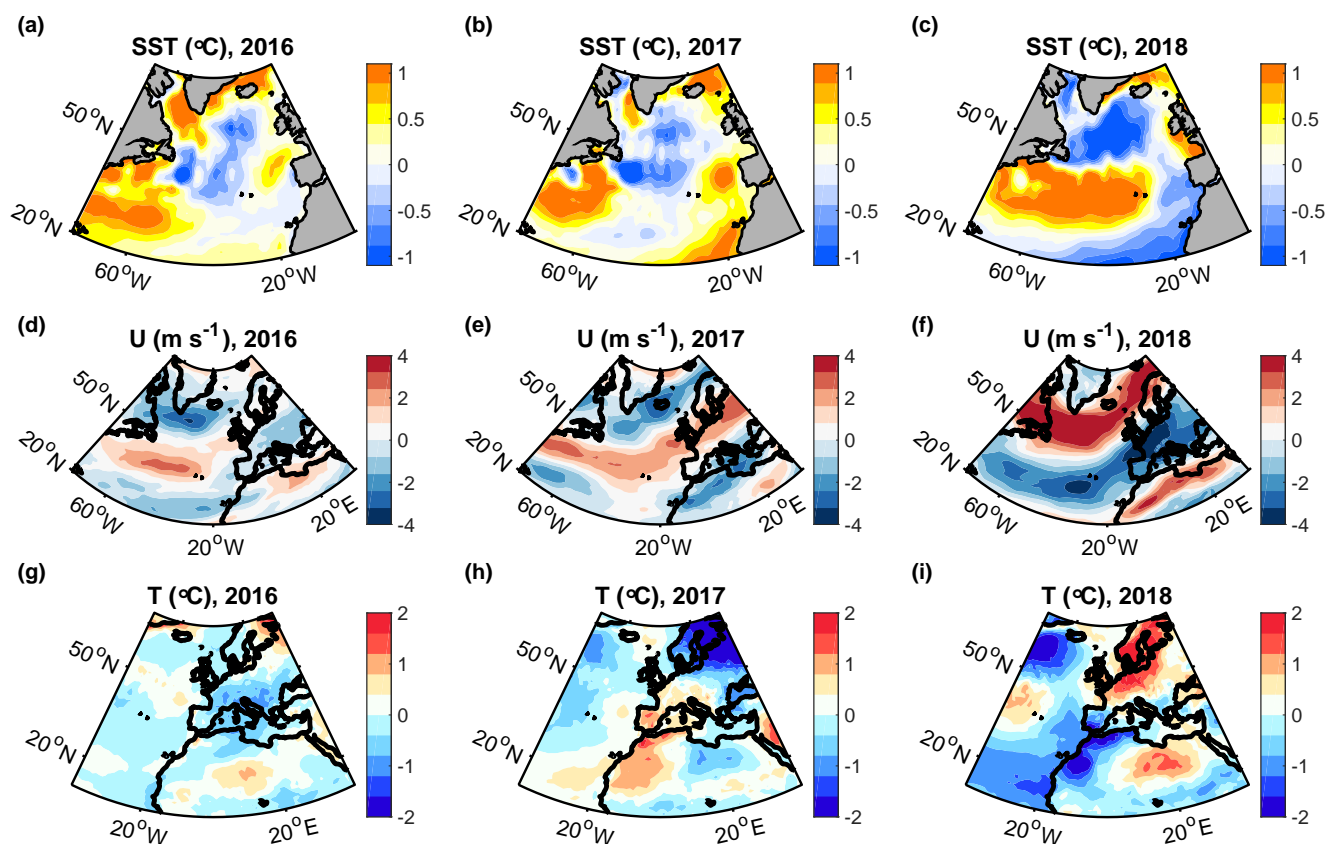 (a)
SST (°C), 2016
50°N
20°N
60°W
20°W
1
0.5
0
-0.5
-1
(b)
SST (°C), 2017
50°N
20°N
60°W
20°W
1
0.5
0
-0.5
-1
(c)
SST (°C), 2018
50°N
20°N
60°W
20°W
1
0.5
0
-0.5
-1
(d)
U (m s⁻¹), 2016
50°N
20°N
60°W
20°W
20°E
4
2
0
-2
-4
(e)
U (m s⁻¹), 2017
50°N
20°N
60°W
20°W
20°E
4
2
0
-2
-4
(f)
U (m s⁻¹), 2018
50°N
20°N
60°W
20°W
20°E
4
2
0
-2
-4
(g)
T (°C), 2016
50°N
20°N
20°W
20°E
2
1
0
-1
-2
(h)
T (°C), 2017
50°N
20°N
20°W
20°E
2
1
0
-1
-2
(i)
T (°C), 2018
50°N
20°N
20°W
20°E
2
1
0
-1
-2